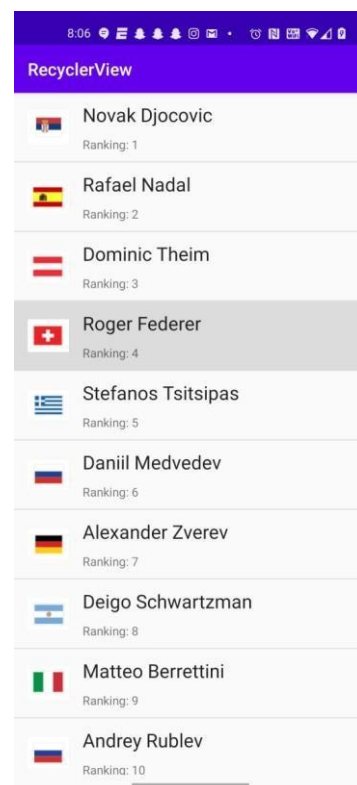 8:06
RecyclerView
Novak Djocovic
Ranking: 1
Rafael Nadal
Ranking: 2
Dominic Theim
Ranking: 3
Roger Federer
Ranking: 4
Stefanos Tsitsipas
Ranking: 5
Daniil Medvedev
Ranking: 6
Alexander Zverev
Ranking: 7
Deigo Schwartzman
Ranking: 8
Matteo Berrettini
Ranking: 9
Andrey Rublev
Ranking: 10